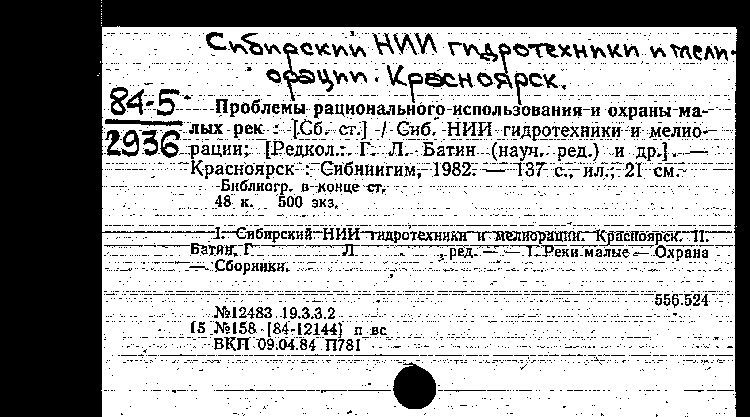 Сибирский НИИ гидротехники и мели-
орации. Красноярск.
84-5
2936
Проблемы рационального использования и охраны ма-
лых рек : [Сб. ст.] / Сиб. НИИ гидротехники и мелио-
рации; [Редкол.: Г. Л. Батин (науч. ред.) и др.]. —
Красноярск : Сибниигим, 1982. — 137 с., ил.; 21 см.
Библиогр. в конце ст.
48 к. 500 экз.
I. Сибирский НИИ гидротехники и мелиорации. Красноярск. II.
Батин, Г Л , ред. — — 1. Реки малые — Охрана
— Сборники.
556.524
№12483 19.3.3.2
15 №158 [84-12144] п вс
ВКП 09.04.84 П781